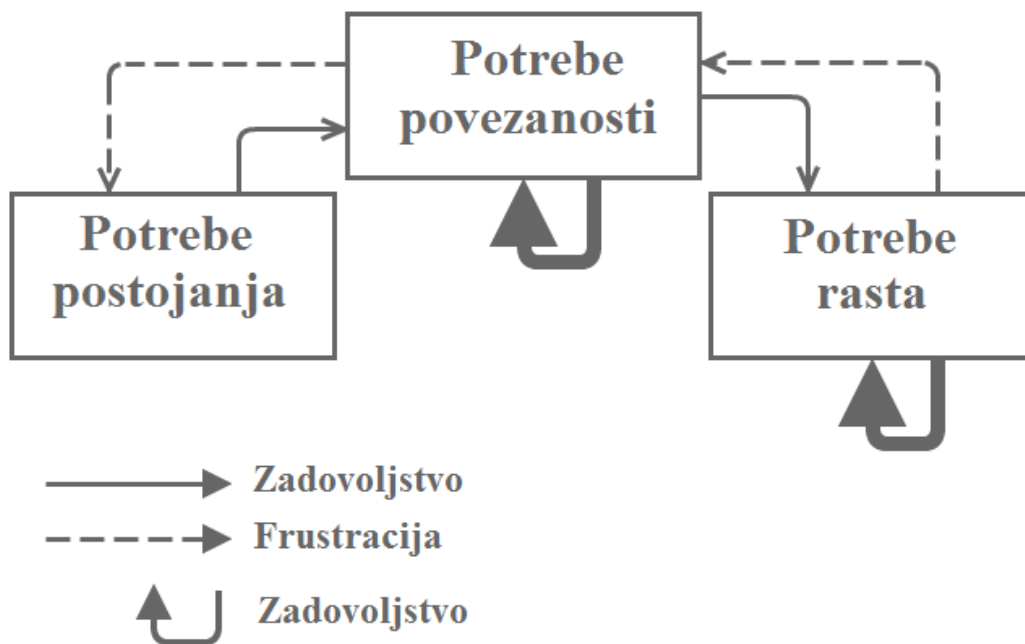 Potrebe
povezanosti
Potrebe
postojanja
Potrebe
rasta
Zadovoljstvo
Frustracija
Zadovoljstvo